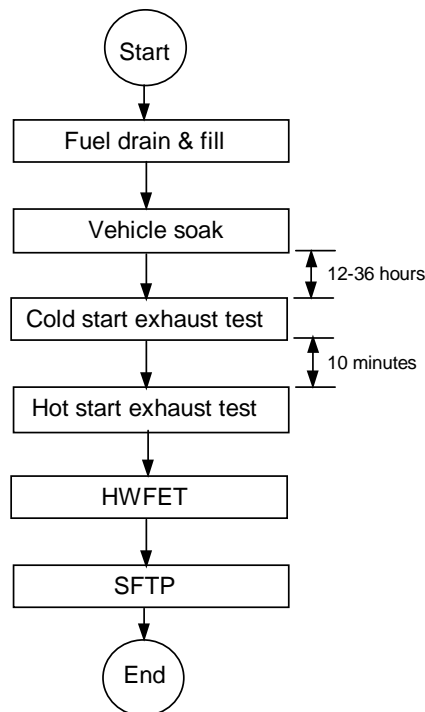 Start
Fuel drain & fill
Vehicle soak
12-36 hours
Cold start exhaust test
10 minutes
Hot start exhaust test
HWFET
SFTP
End